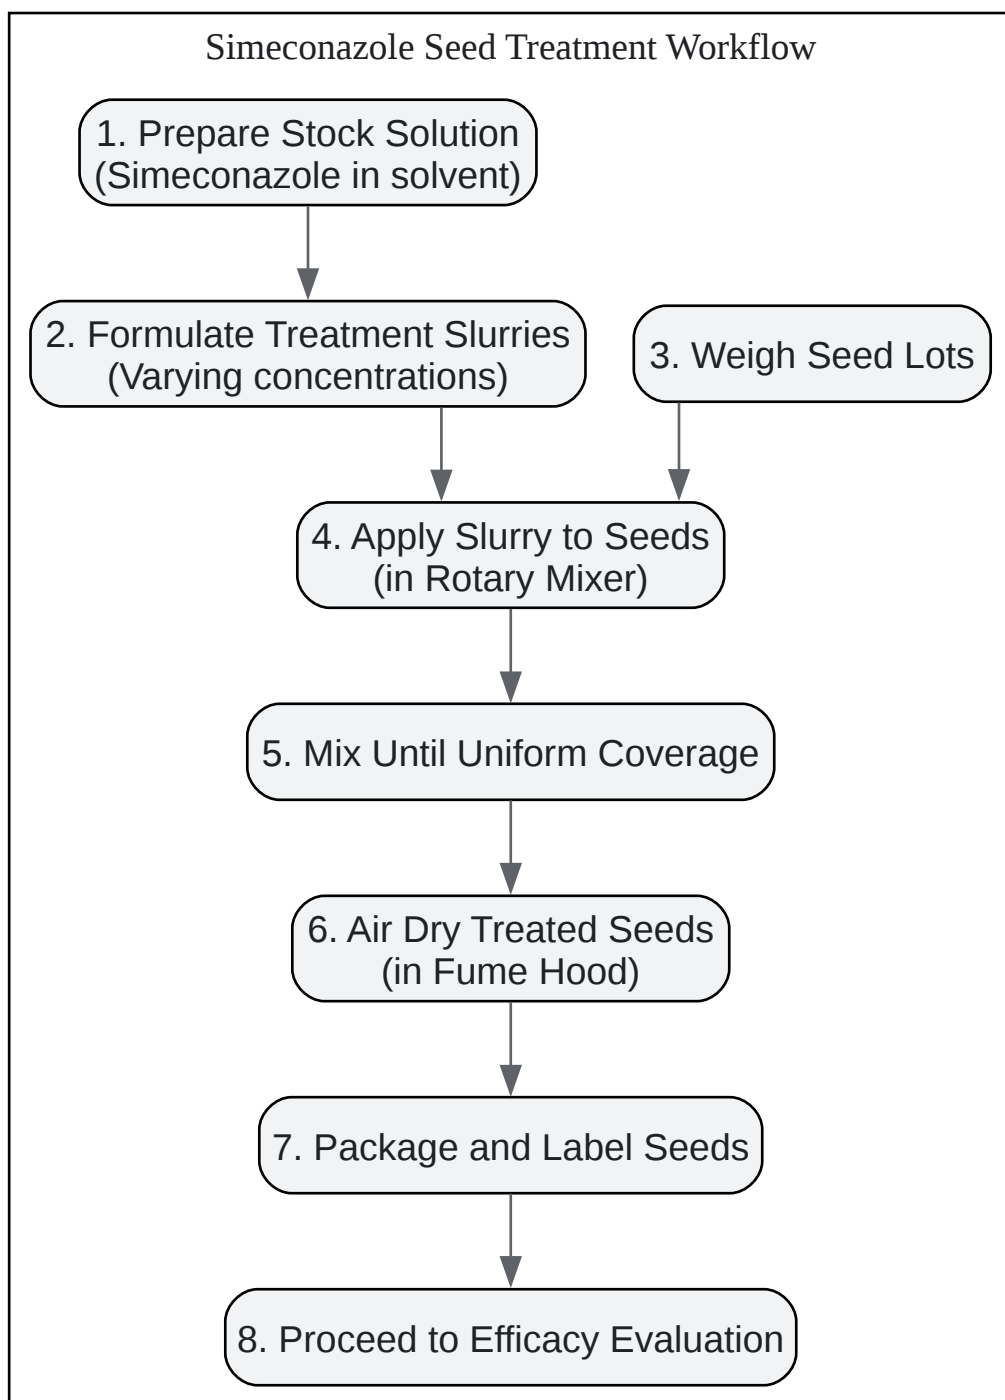 Simeconazole Seed Treatment Workflow
1. Prepare Stock Solution
(Simeconazole in solvent)
2. Formulate Treatment Slurries
(Varying concentrations)
3. Weigh Seed Lots
4. Apply Slurry to Seeds
(in Rotary Mixer)
5. Mix Until Uniform Coverage
6. Air Dry Treated Seeds
(in Fume Hood)
7. Package and Label Seeds
8. Proceed to Efficacy Evaluation